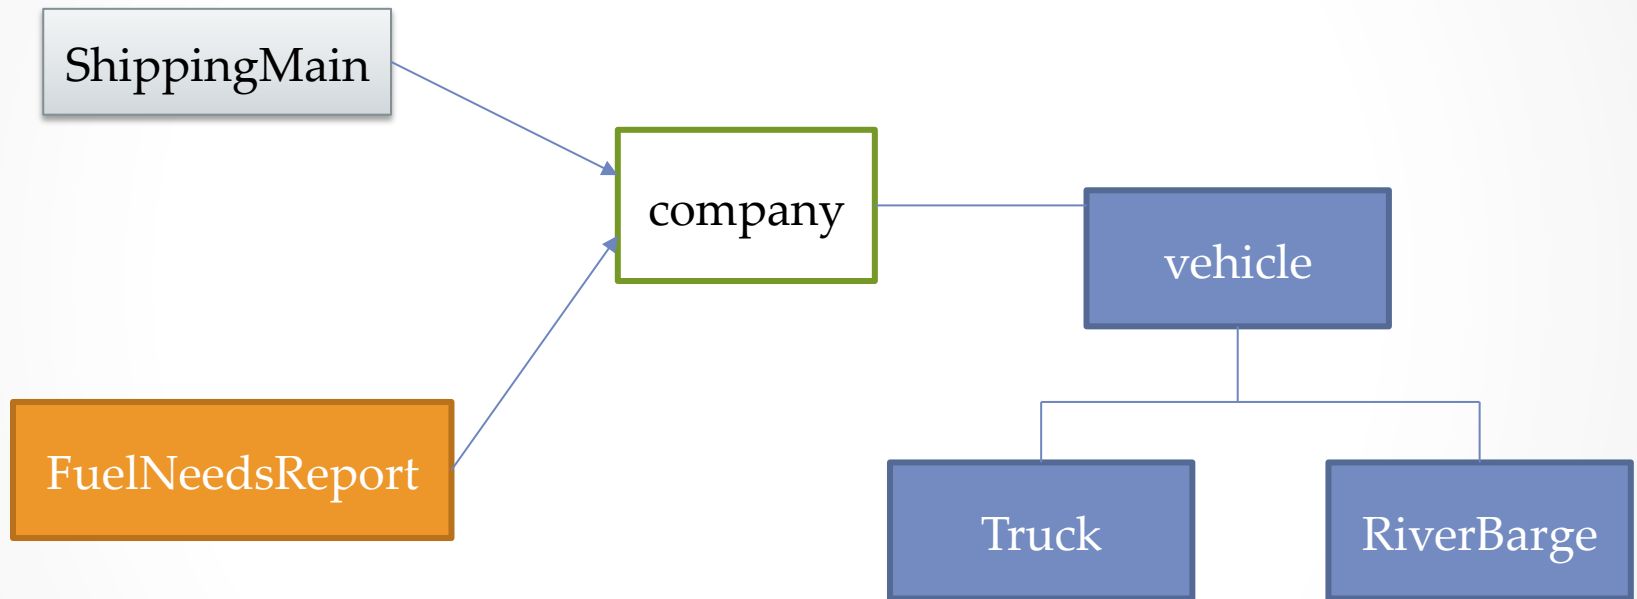 ShippingMain
company
vehicle
FuelNeedsReport
Truck
RiverBarge